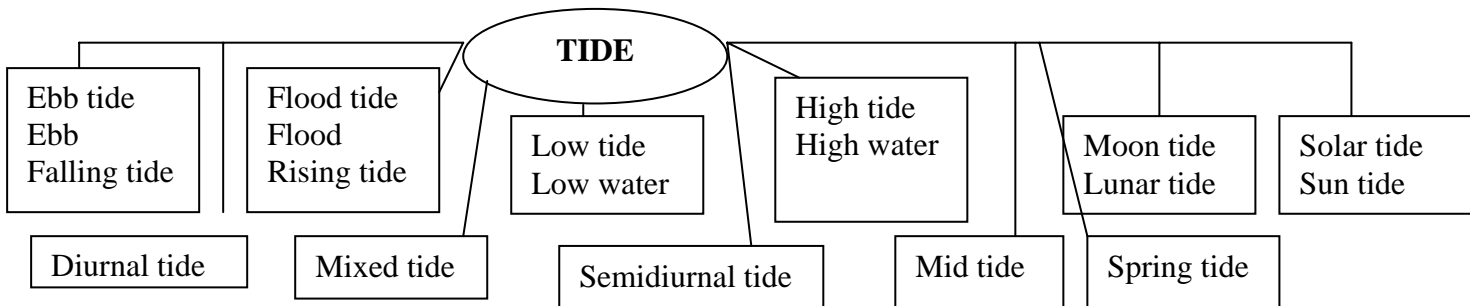 TIDE
Ebb tide
Ebb
Falling tide
Flood tide
Flood
Rising tide
Low tide
Low water
High tide
High water
Moon tide
Lunar tide
Solar tide
Sun tide
Diurnal tide
Mixed tide
Semidiurnal tide
Mid tide
Spring tide